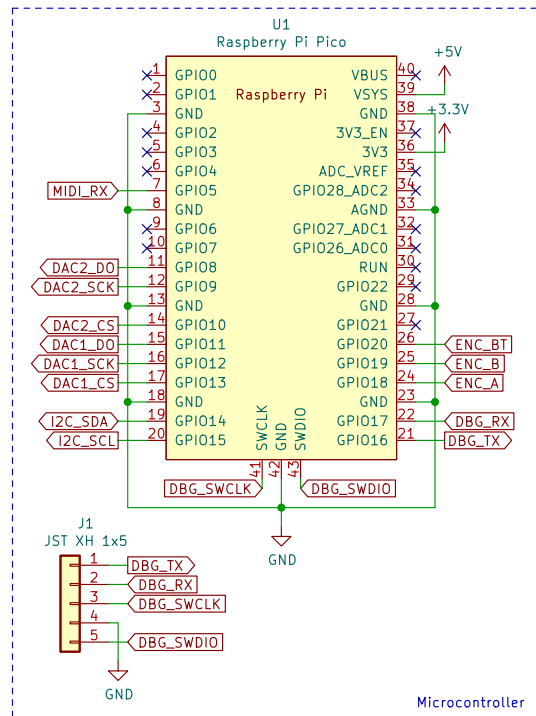 U1
Raspberry Pi Pico
Raspberry Pi
+5V
+3.3V
1 GPIO0 VBUS 40
2 GPIO1 VSYS 39
3 GND GND 38
4 GPIO2 3V3_EN 37
5 GPIO3 3V3 36
6 GPIO4 ADC_VREF 35
MIDI_RX 7 GPIO5 GPIO28_ADC2 34
8 GND AGND 33
9 GPIO6 GPIO27_ADC1 32
10 GPIO7 GPIO26_ADC0 31
DAC2_DO 11 GPIO8 RUN 30
DAC2_SCK 12 GPIO9 GPIO22 29
13 GND GND 28
DAC2_CS 14 GPIO10 GPIO21 27
DAC1_DO 15 GPIO11 GPIO20 26 ENC_BT
DAC1_SCK 16 GPIO12 GPIO19 25 ENC_B
DAC1_CS 17 GPIO13 GPIO18 24 ENC_A
18 GND GND 23
I2C_SDA 19 GPIO14 GPIO17 22 DBG_RX
I2C_SCL 20 GPIO15 GPIO16 21 DBG_TX
SWCLK GND SWDIO
41 42 43
DBG_SWCLK DBG_SWDIO
GND
J1
JST XH 1x5
1 DBG_TX
2 DBG_RX
3 DBG_SWCLK
4
5 DBG_SWDIO
GND
Microcontroller